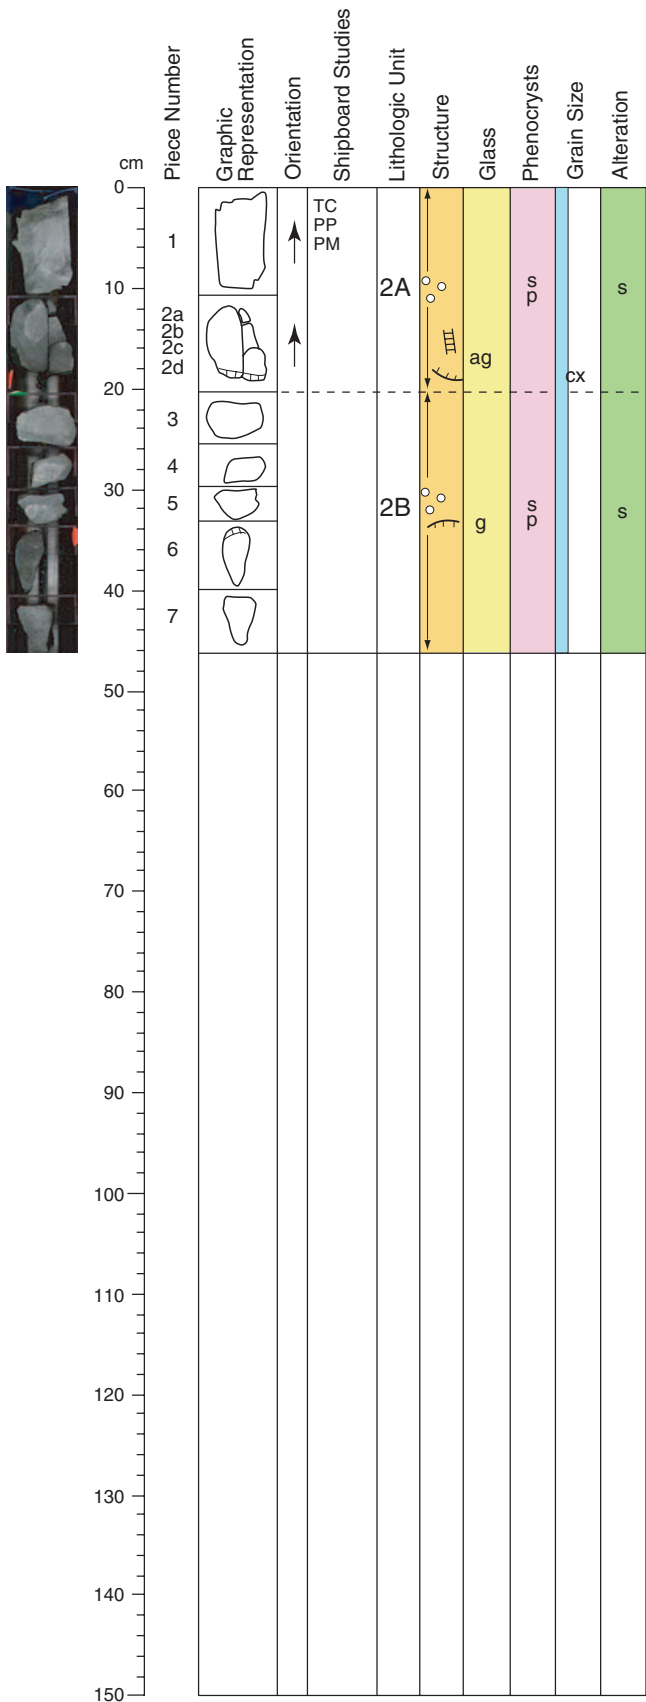 cm
Piece Number
Graphic
Representation
Orientation
Shipboard Studies
Lithologic Unit
Structure
Glass
Phenocrysts
Grain Size
Alteration
0
10
20
30
40
50
60
70
80
90
100
110
120
130
140
150
1
2a
2b
2c
2d
3
4
5
6
7
TC
PP
PM
2A
ag
s
p
cx
s
2B
g
s
p
s